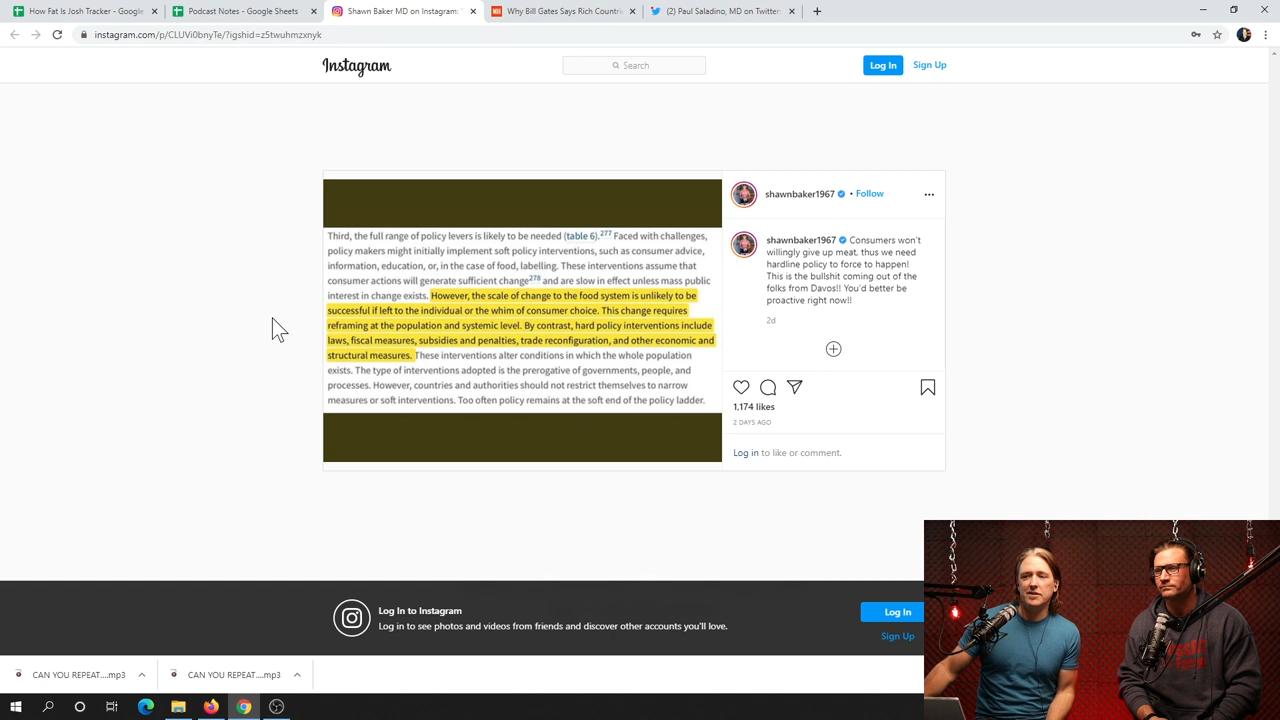 How Fat Is Josh Tracker - Google
Podcast Notes - Google Sheets
Shawn Baker MD on Instagram:
Why Bill Gates Says Rich Countri
(2) Paul Saladino, MD on Twitter
instagram.com/p/CLUVi0bnyTe/?igshid=z5twuhmzxnyk
Instagram
Search
Log In
Sign Up
Third, the full range of policy levers is likely to be needed (table 6).277 Faced with challenges,
policy makers might initially implement soft policy interventions, such as consumer advice,
information, education, or, in the case of food, labelling. These interventions assume that
consumer actions will generate sufficient change278 and are slow in effect unless mass public
interest in change exists. However, the scale of change to the food system is unlikely to be
successful if left to the individual or the whim of consumer choice. This change requires
reframing at the population and systemic level. By contrast, hard policy interventions include
laws, fiscal measures, subsidies and penalties, trade reconfiguration, and other economic and
structural measures. These interventions alter conditions in which the whole population
exists. The type of interventions adopted is the prerogative of governments, people, and
processes. However, countries and authorities should not restrict themselves to narrow
measures or soft interventions. Too often policy remains at the soft end of the policy ladder.
shawnbaker1967 • Follow
shawnbaker1967 Consumers won't
willingly give up meat, thus we need
hardline policy to force to happen!
This is the bullshit coming out of the
folks from Davos!! You'd better be
proactive right now!!
2d
1,174 likes
2 DAYS AGO
Log in to like or comment.
Log In to Instagram
Log in to see photos and videos from friends and discover other accounts you'll love.
Log In
Sign Up
CAN YOU REPEAT....mp3
CAN YOU REPEAT....mp3